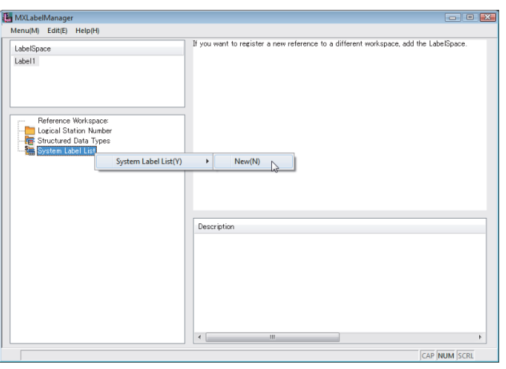 MXLabelManager
Menu(M) Edit(E) Help(H)
LabelSpace
Label1
If you want to register a new reference to a different workspace, add the LabelSpace.
Reference Workspace:
Logical Station Number
Structured Data Types
System Label List
System Label List(Y)
New(N)
Description
CAP NUM SCRL